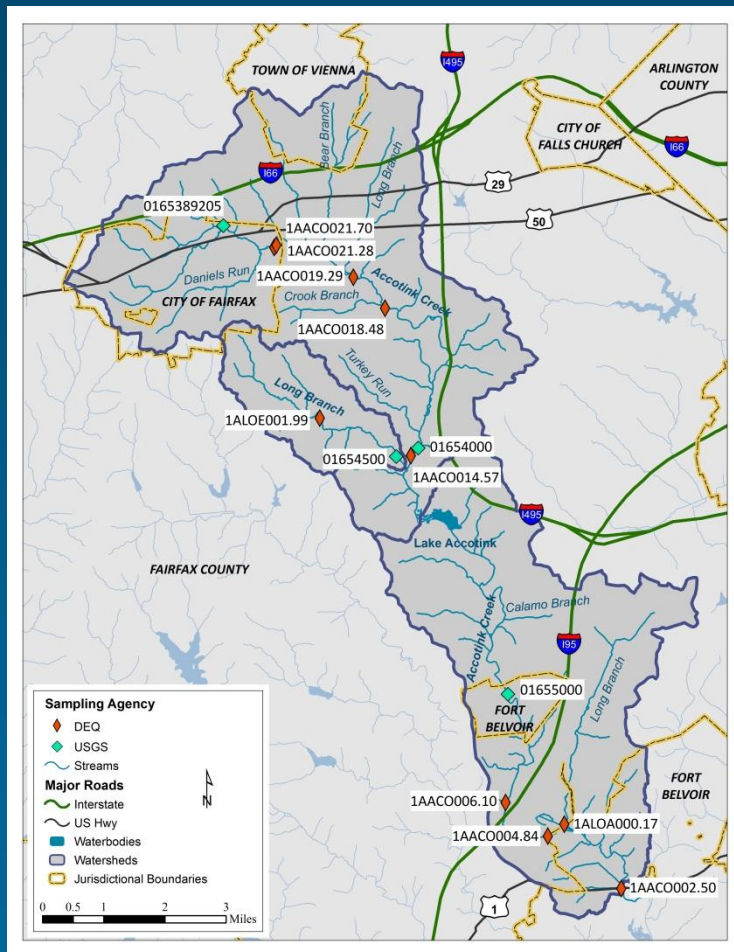 TOWN OF VIENNA
I495
ARLINGTON
COUNTY
CITY OF
FALLS CHURCH
I66
Bear Branch
Long Branch
I66
29
50
0165389205
1AACO021.70
1AACO021.28
Daniels Run
1AACO019.29
Accotink Creek
CITY OF FAIRFAX
Crook Branch
1AACO018.48
Turkey Run
Long Branch
1ALOE001.99
01654000
01654500
1AACO014.57
I495
Lake Accotink
FAIRFAX COUNTY
Calamo Branch
Accotink Creek
I95
Long Branch
01655000
FORT
BELVOIR
FORT
BELVOIR
1AACO006.10
1ALOA000.17
1AACO004.84
1AACO002.50
1
Sampling Agency
DEQ
USGS
Streams
Major Roads
Interstate
US Hwy
Waterbodies
Watersheds
Jurisdictional Boundaries
N
0 0.5 1 2 3
Miles